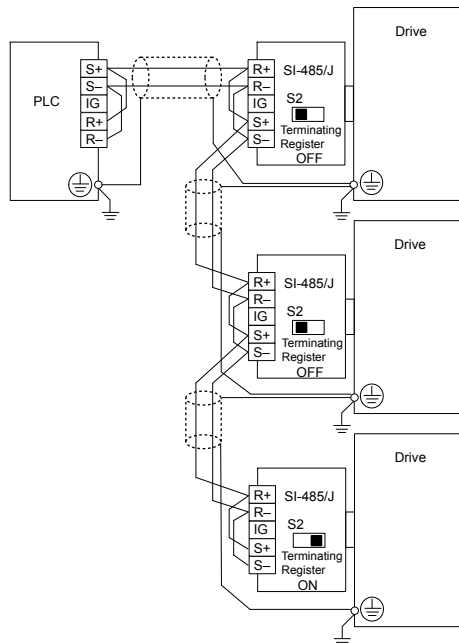 Drive
PLC
S+
S–
IG
R+
R–
R+
R–
IG
S+
S–
SI-485/J
S2
Terminating
Register
OFF
Drive
R+
R–
IG
S+
S–
SI-485/J
S2
Terminating
Register
OFF
Drive
R+
R–
IG
S+
S–
SI-485/J
S2
Terminating
Register
ON